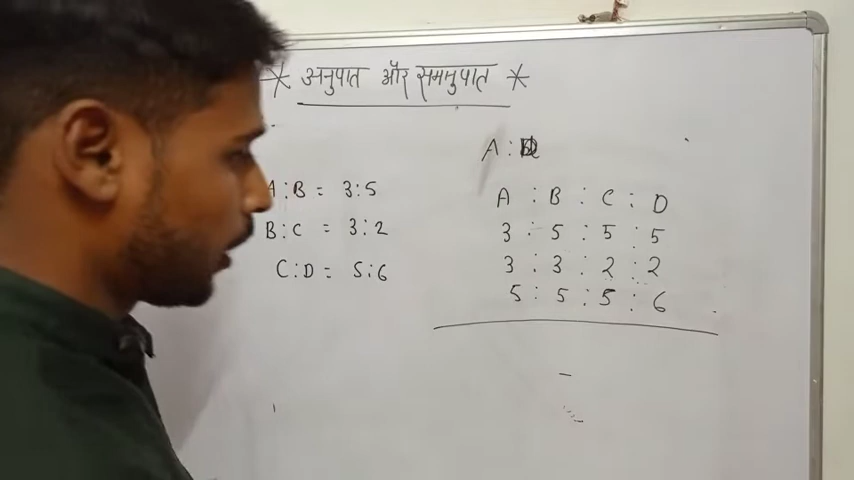 * अनुपात और समानुपात *
A:B = 3:5
B:C = 3:2
C:D = 5:6
A:
A : B : C : D
3 : 5 : 5 : 5
3 : 3 : 2 : 2
5 : 5 : 5 : 6